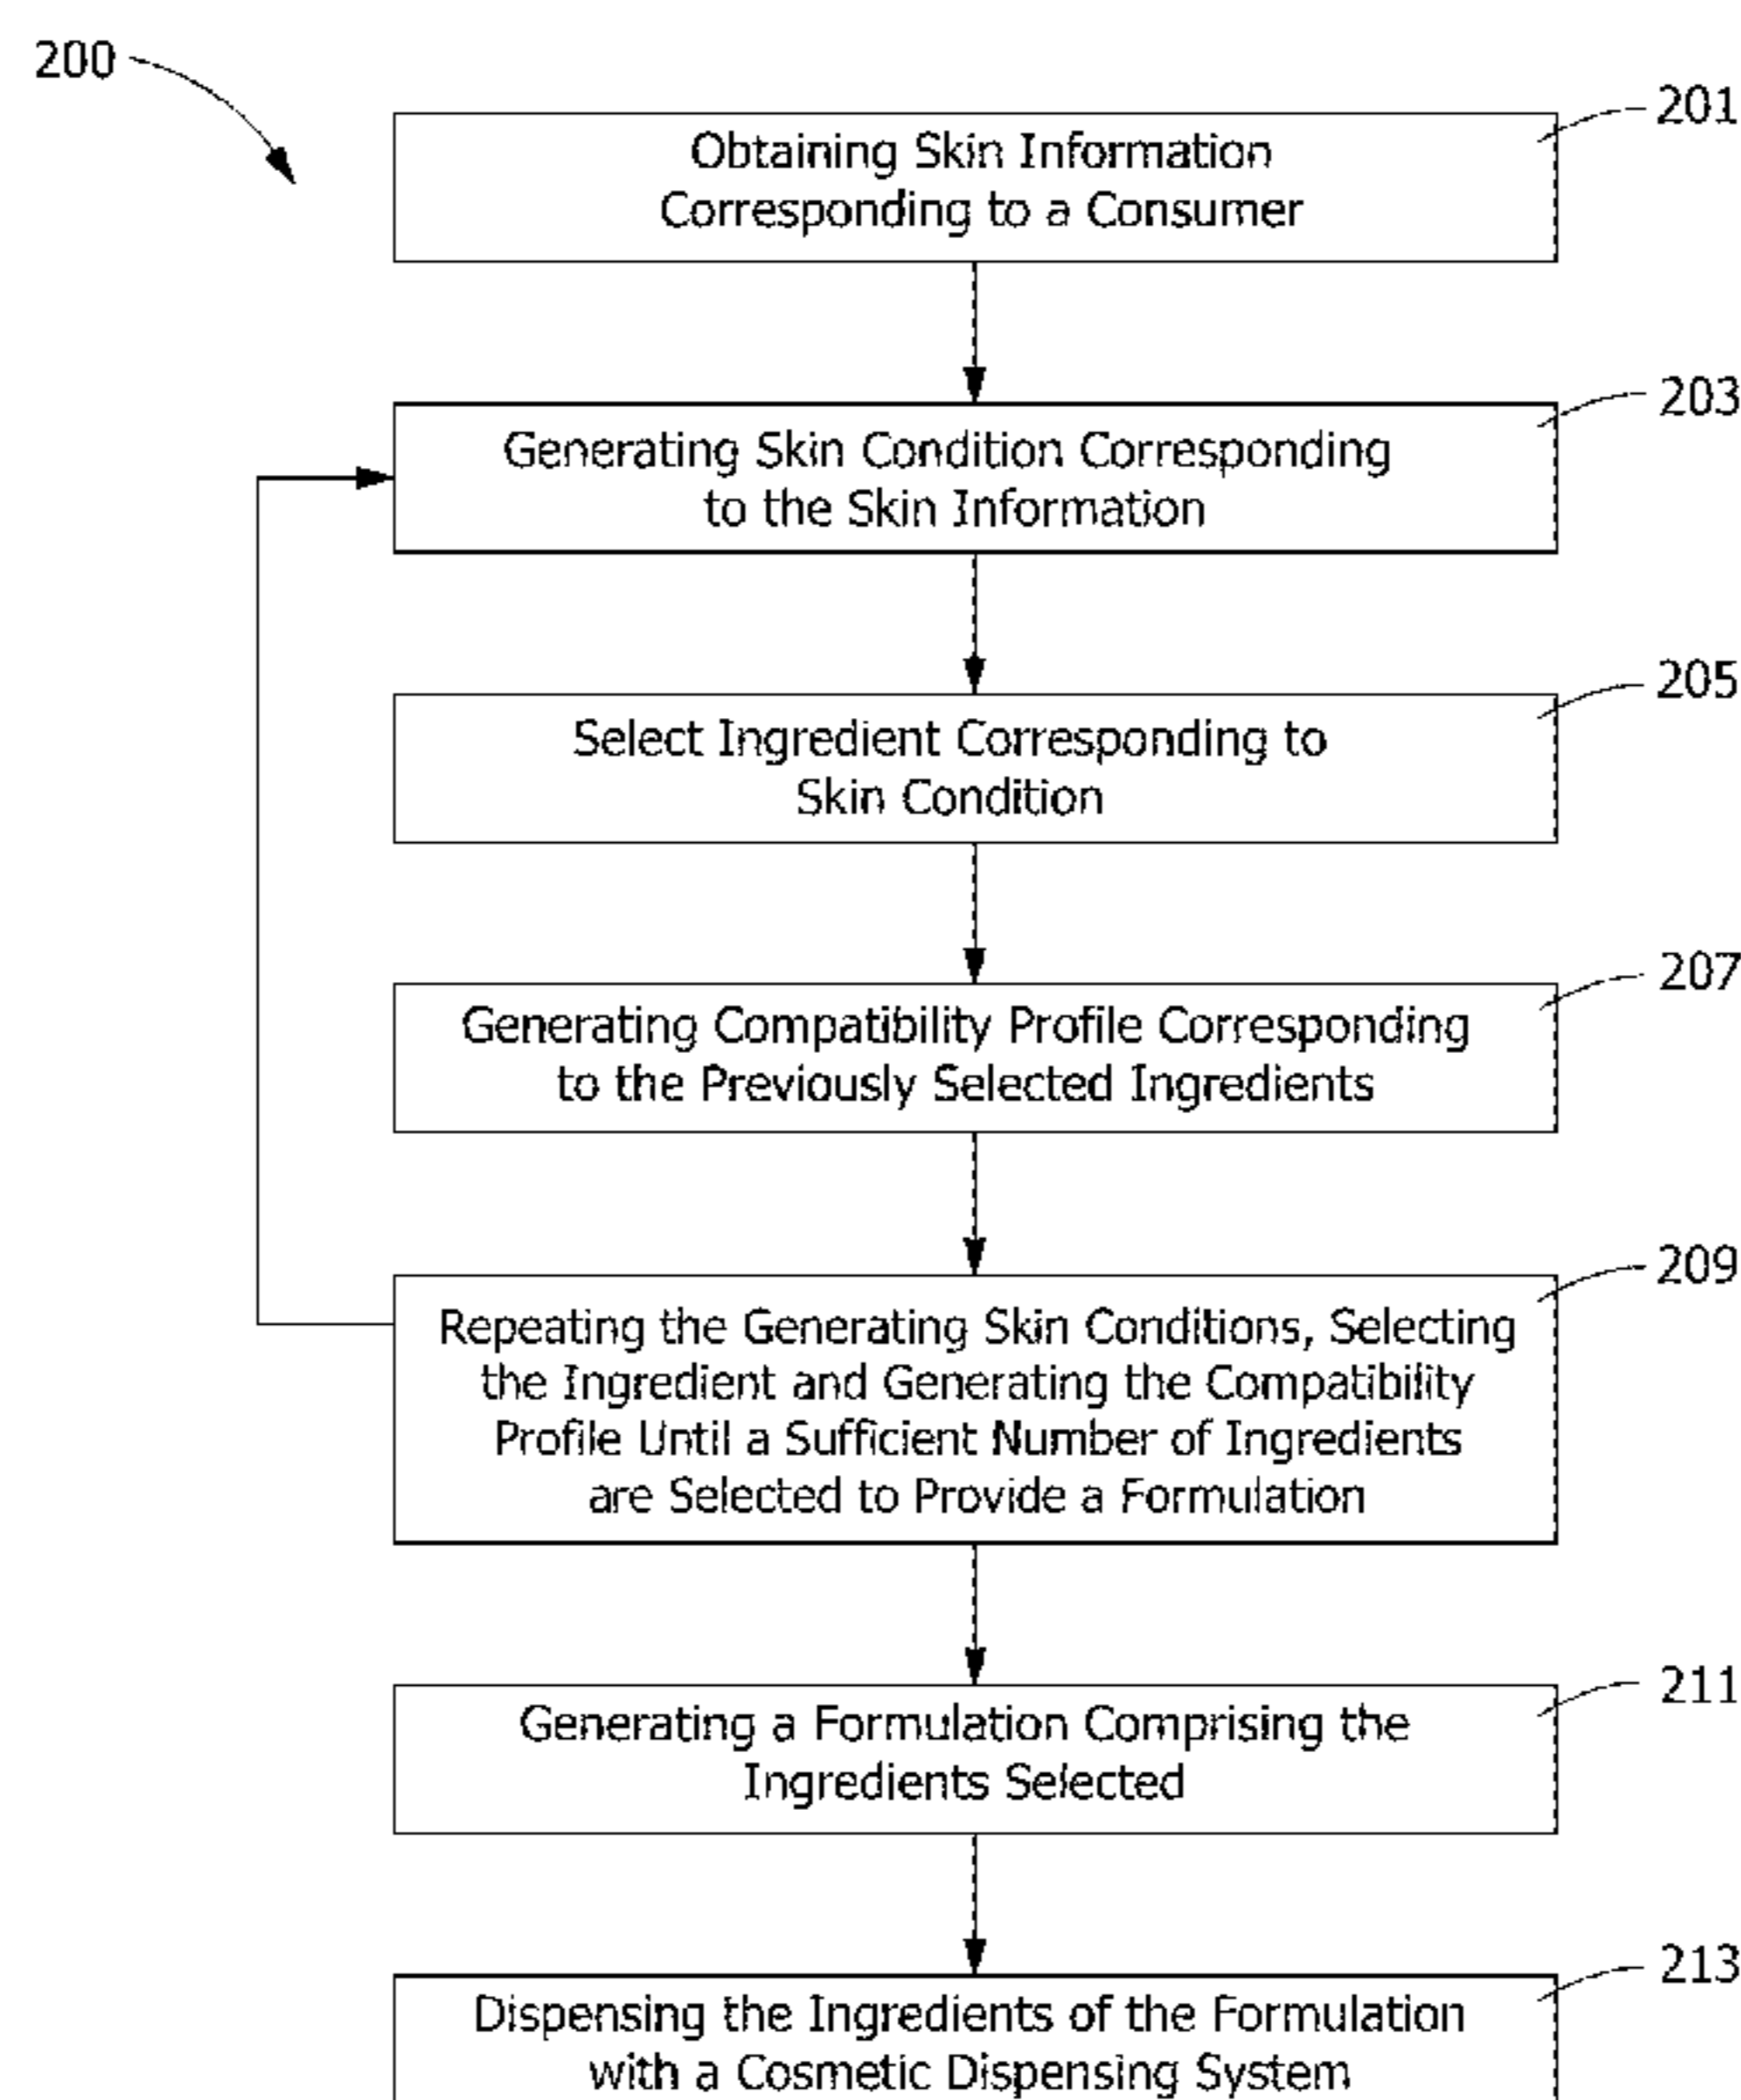 200
201
Obtaining Skin Information
Corresponding to a Consumer
203
Generating Skin Condition Corresponding
to the Skin Information
205
Select Ingredient Corresponding to
Skin Condition
207
Generating Compatibility Profile Corresponding
to the Previously Selected Ingredients
209
Repeating the Generating Skin Conditions, Selecting
the Ingredient and Generating the Compatibility
Profile Until a Sufficient Number of Ingredients
are Selected to Provide a Formulation
211
Generating a Formulation Comprising the
Ingredients Selected
213
Dispensing the Ingredients of the Formulation
with a Cosmetic Dispensing System